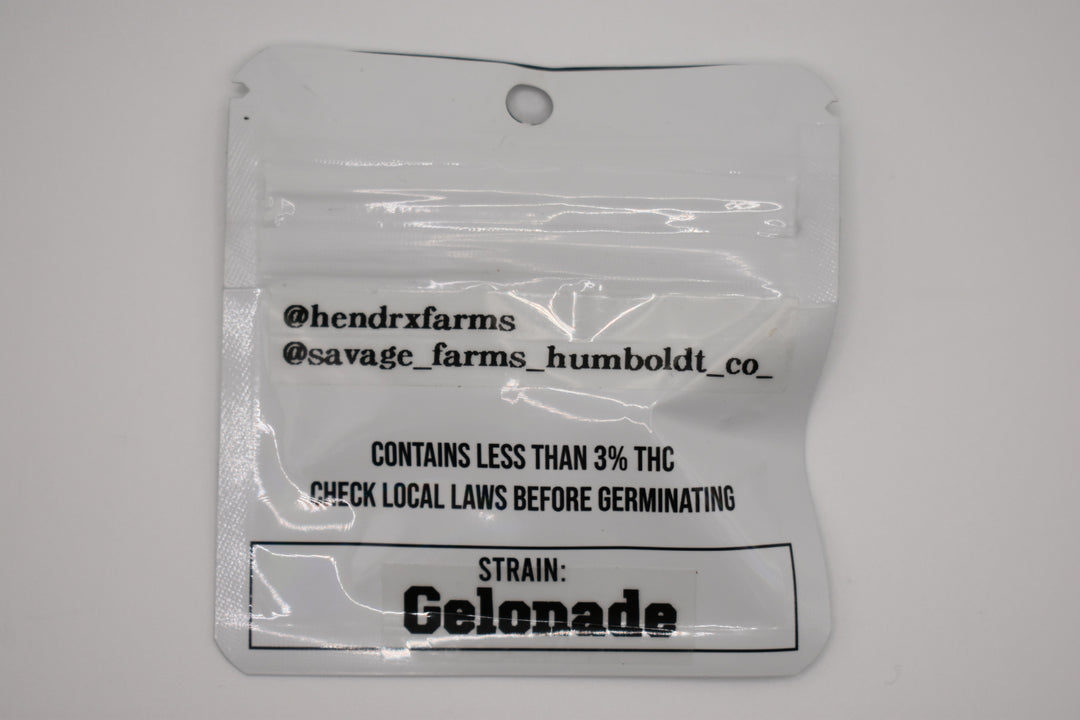 @hendrxfarms
@savage_farms_humboldt_co_
CONTAINS LESS THAN 3% THC
CHECK LOCAL LAWS BEFORE GERMINATING
STRAIN:
Gelonade